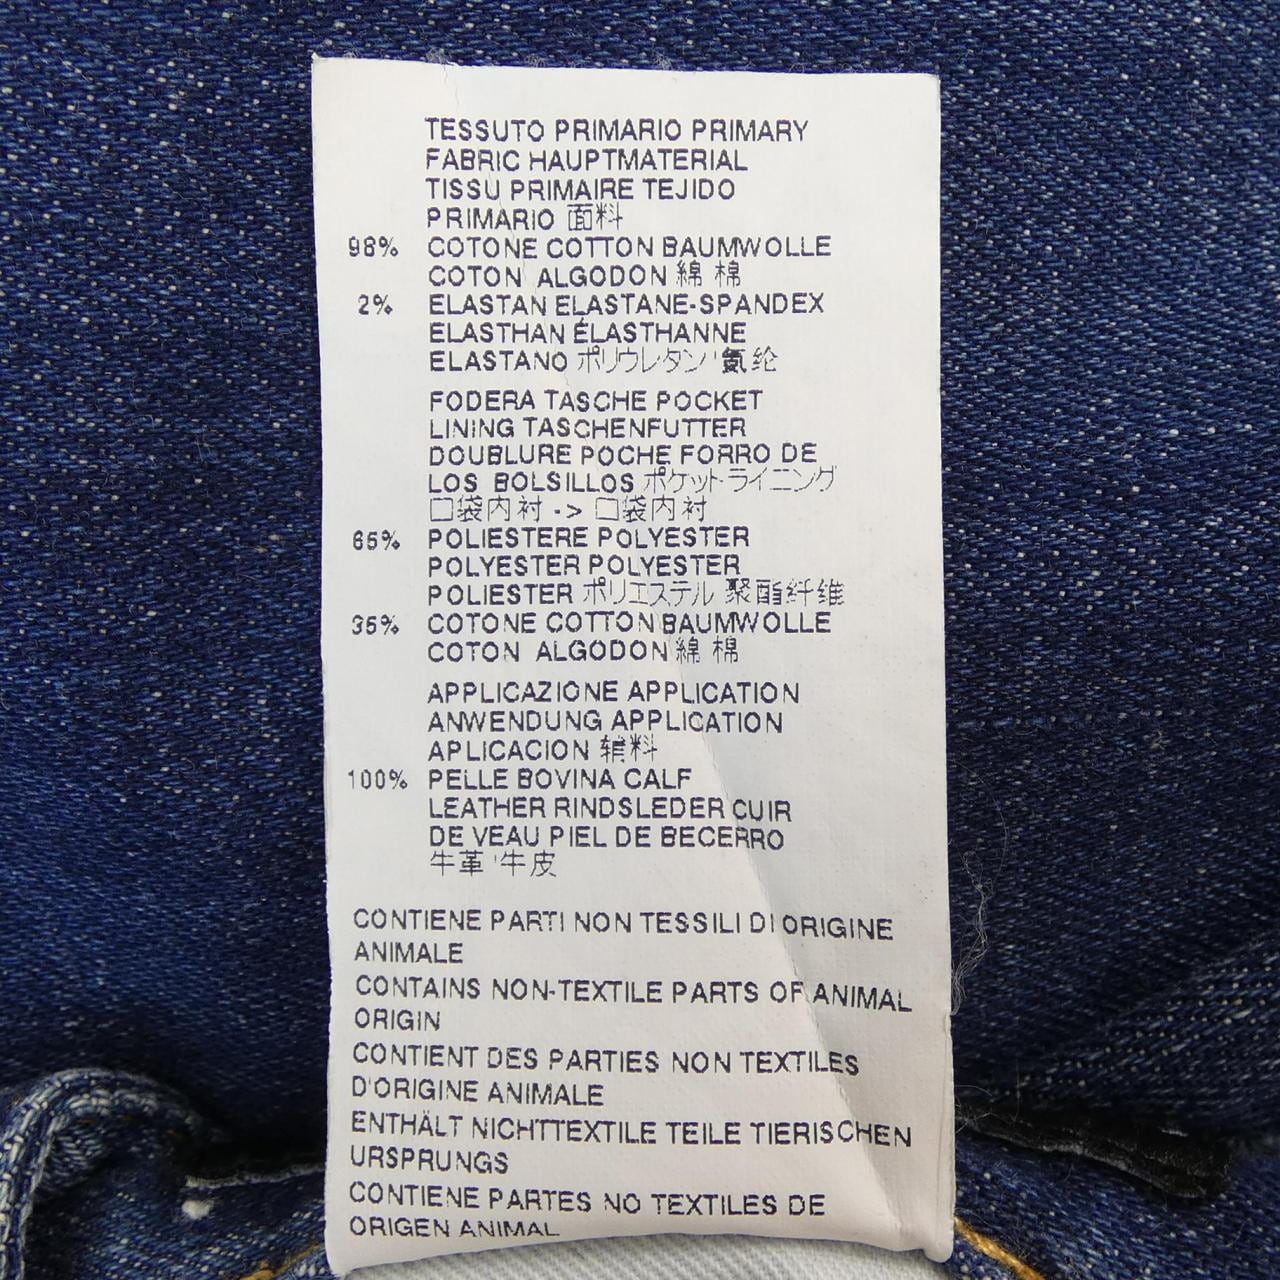 TESSUTO PRIMARIO PRIMARY
FABRIC HAUPTMATERIAL
TISSU PRIMAIRE TEJIDO
PRIMARIO 面料
98% COTONE COTTON BAUMWOLLE
COTON ALGODON 綿 棉
2% ELASTAN ELASTANE-SPANDEX
ELASTHAN ÉLASTHANNE
ELASTANO ポリウレタン' 氨纶
FODERA TASCHE POCKET
LINING TASCHENFUTTER
DOUBLURE POCHE FORRO DE
LOS BOLSILLOS ポケットライニング
口袋内衬 -> 口袋内衬
65% POLIESTERE POLYESTER
POLYESTER POLYESTER
POLIESTER ポリエステル 聚酯纤维
35% COTONE COTTON BAUMWOLLE
COTON ALGODON 綿 棉
APPLICAZIONE APPLICATION
ANWENDUNG APPLICATION
APLICACION 辅料
100% PELLE BOVINA CALF
LEATHER RINDSLEDER CUIR
DE VEAU PIEL DE BECERRO
牛革 '牛皮
CONTIENE PARTI NON TESSILI DI ORIGINE
ANIMALE
CONTAINS NON-TEXTILE PARTS OF ANIMAL
ORIGIN
CONTIENT DES PARTIES NON TEXTILES
D'ORIGINE ANIMALE
ENTHÄLT NICHTTEXTILE TEILE TIERISCHEN
URSPRUNGS
CONTIENE PARTES NO TEXTILES DE
ORIGEN ANIMAL